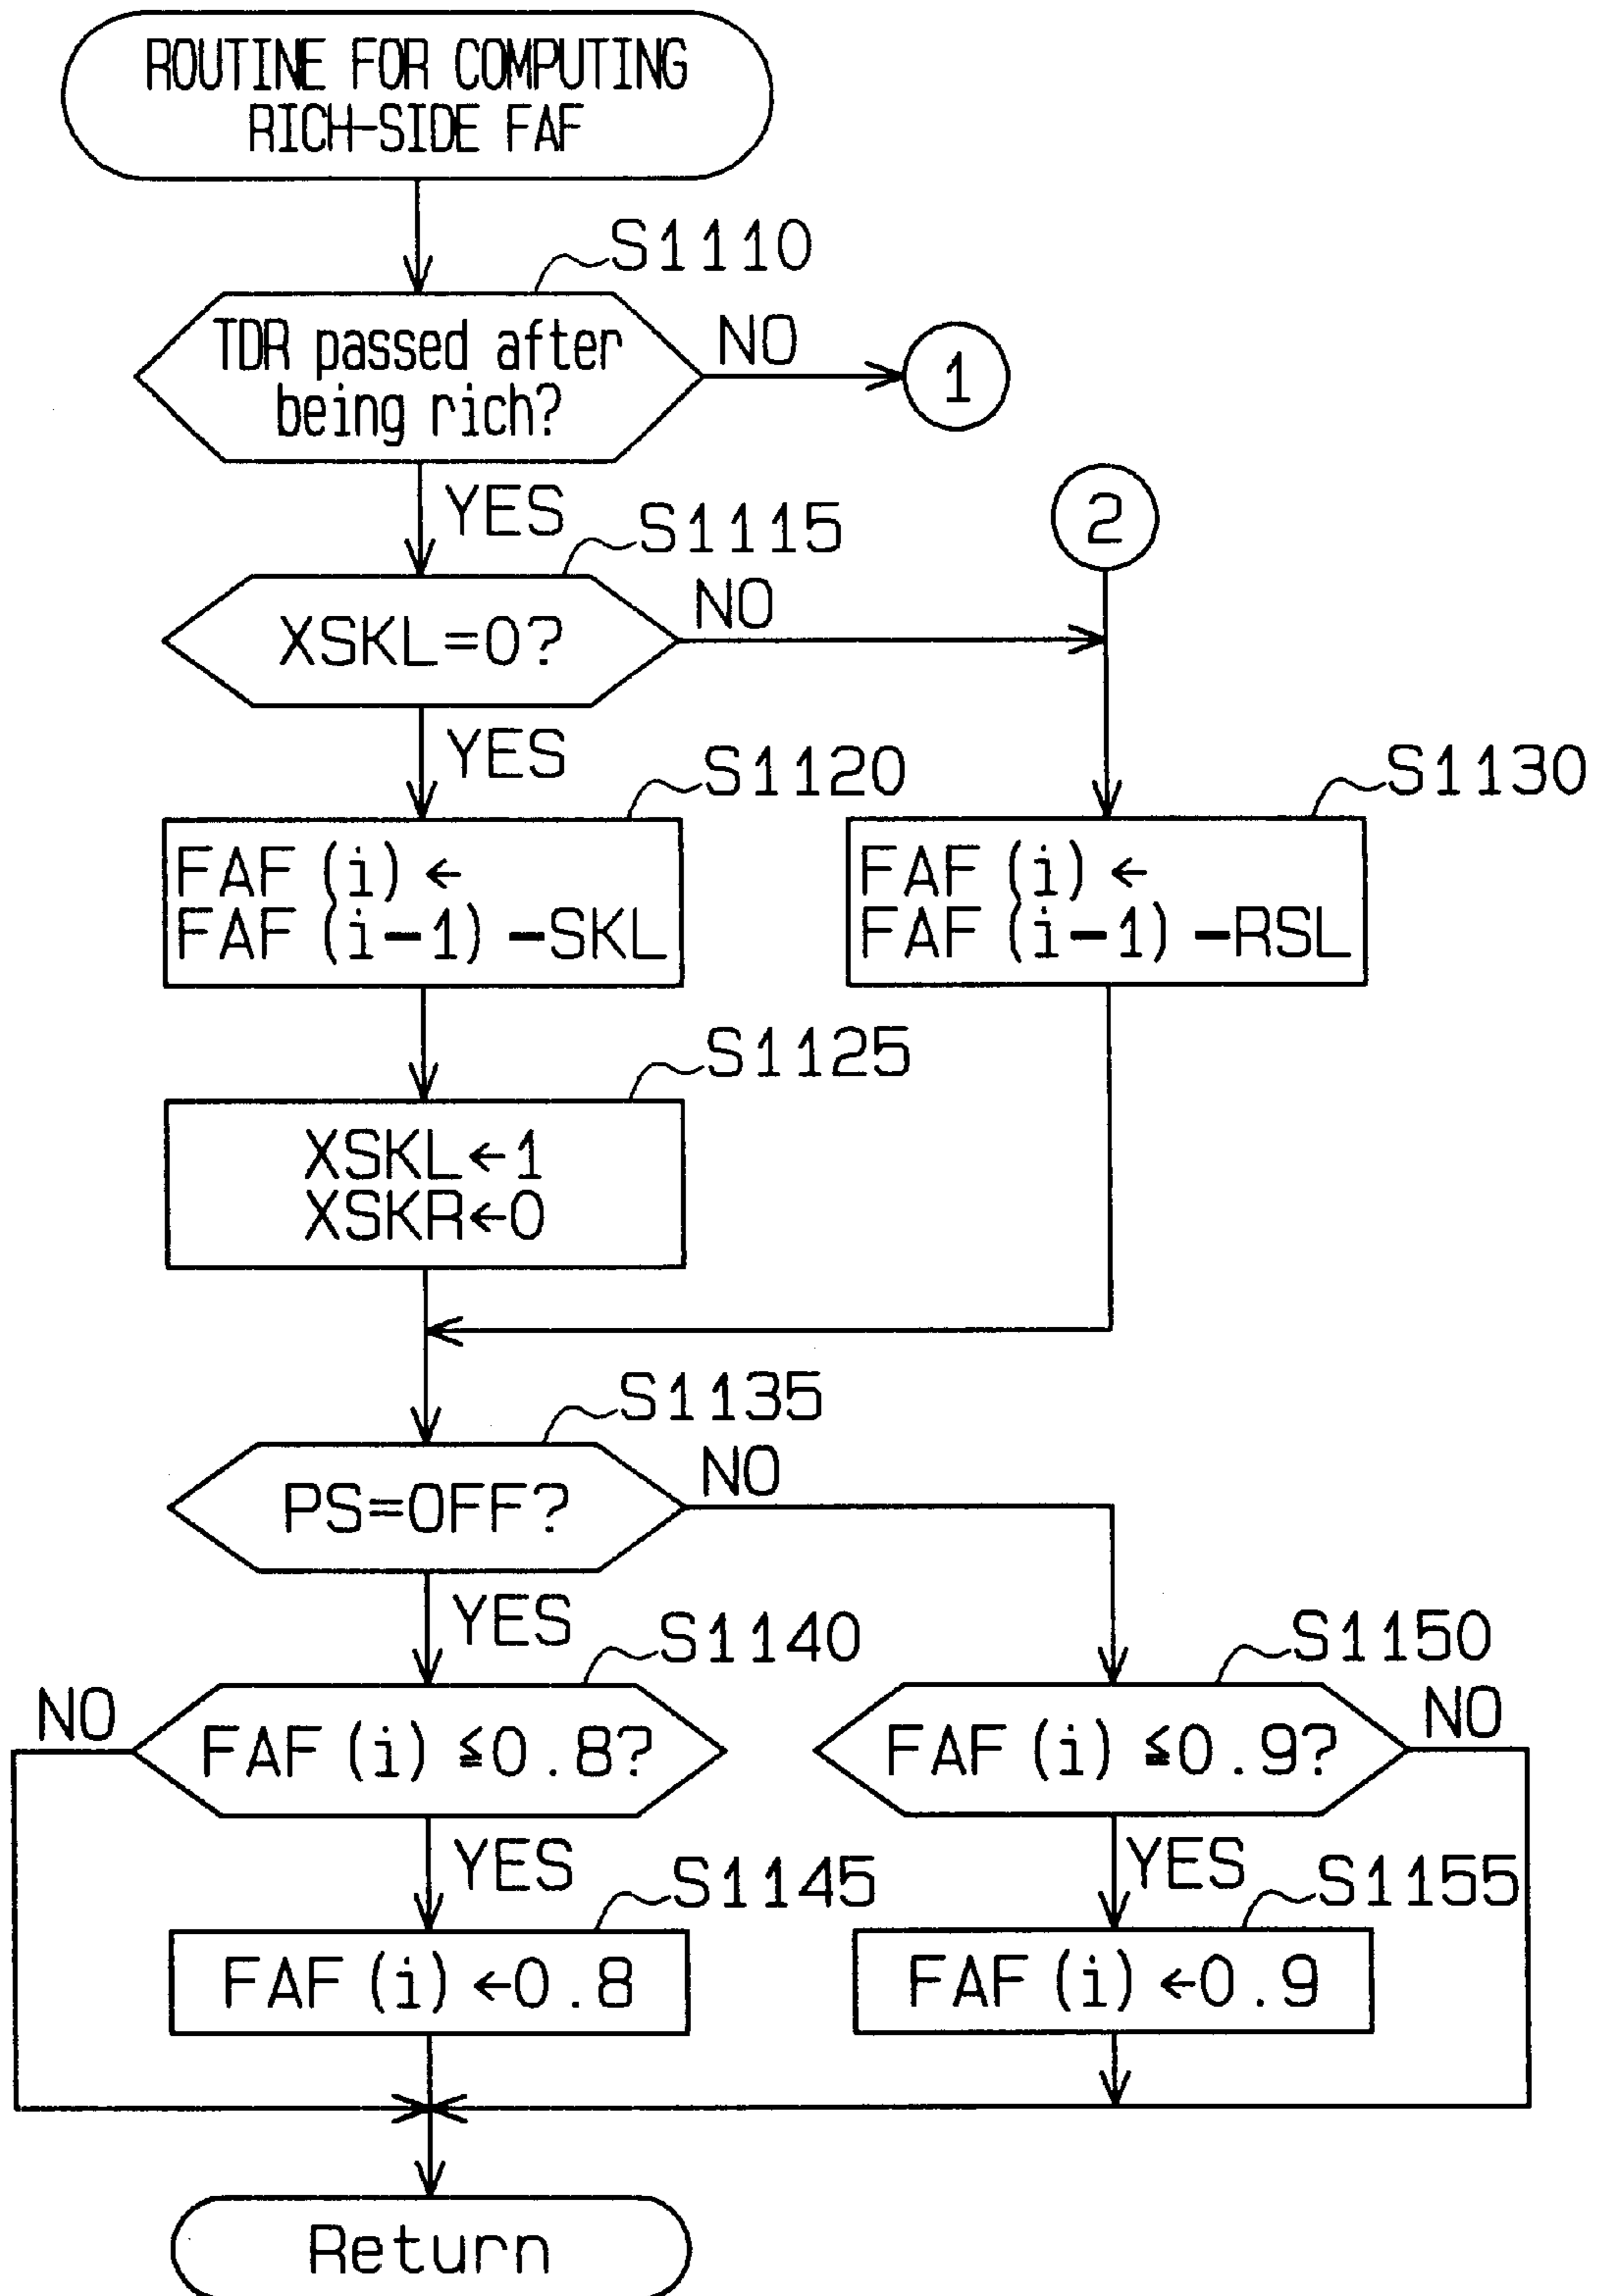 ROUTINE FOR COMPUTING
RICH-SIDE FAF
S1110
TDR passed after
being rich?
NO
1
YES
2
S1115
XSKL=0?
NO
YES
S1120
FAF (i) ←
FAF (i-1) -SKL
S1130
FAF (i) ←
FAF (i-1) -RSL
S1125
XSKL←1
XSKR←0
S1135
PS=OFF?
NO
YES
S1140
FAF (i) ≦0.8?
NO
S1150
FAF (i) ≦0.9?
NO
YES
S1145
FAF (i) ←0.8
YES
S1155
FAF (i) ←0.9
Return